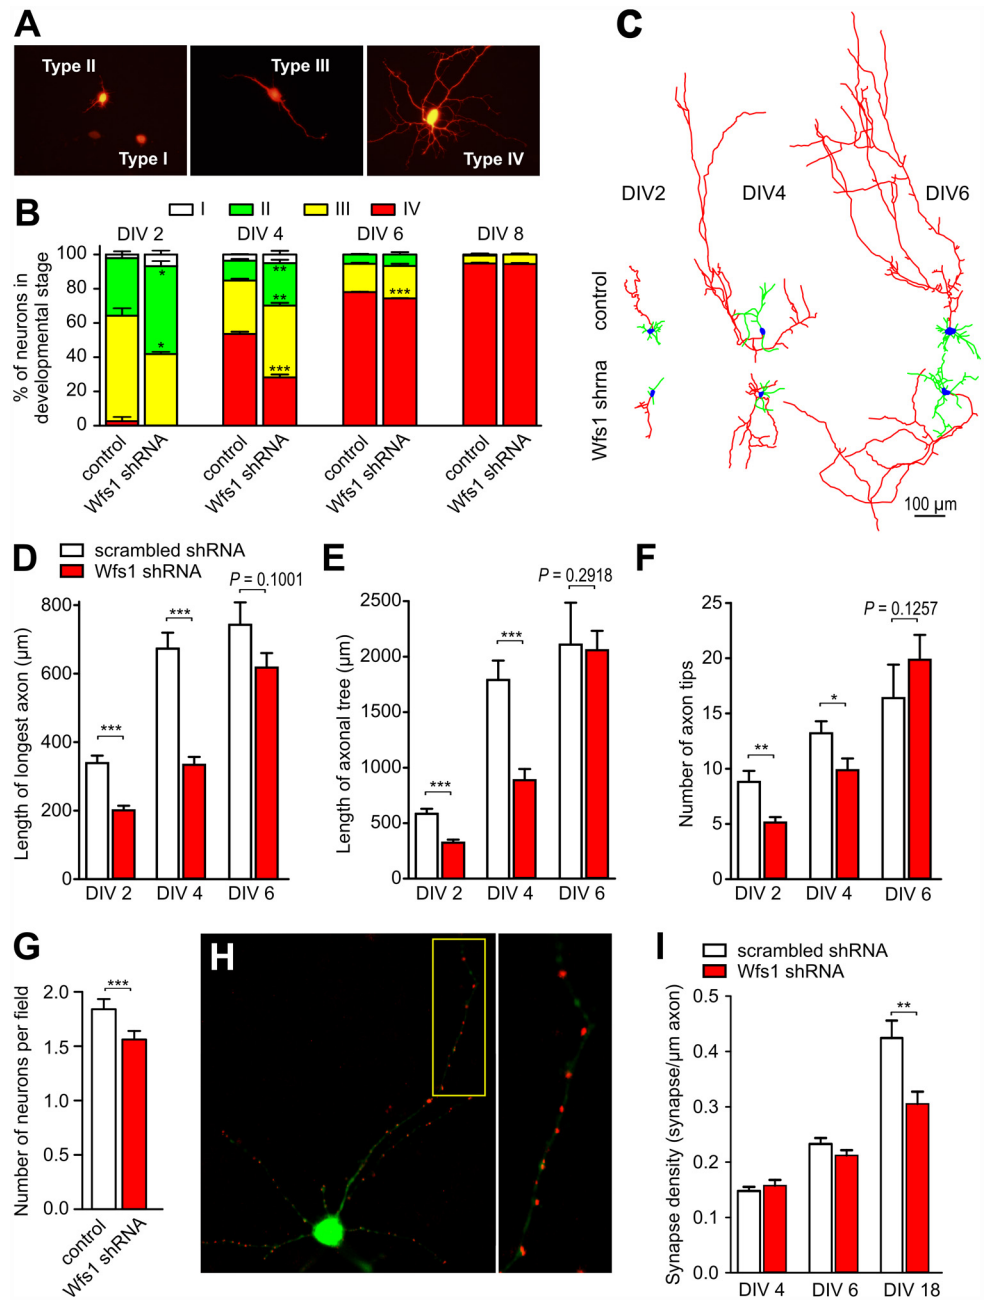 A
Type II
Type I
Type III
Type IV
B
I II III IV
DIV 2 DIV 4 DIV 6 DIV 8
% of neurons in
developmental stage
100
80
60
40
20
0
*
*
**
**
***
***
control
Wfs1 shRNA
control
Wfs1 shRNA
control
Wfs1 shRNA
control
Wfs1 shRNA
C
DIV2 DIV4 DIV6
control
Wfs1 shrna
100 µm
D
scrambled shRNA
Wfs1 shRNA
Length of longest axon (µm)
800
600
400
200
0
***
***
P = 0.1001
DIV 2 DIV 4 DIV 6
E
Length of axonal tree (µm)
2500
2000
1500
1000
500
0
***
***
P = 0.2918
DIV 2 DIV 4 DIV 6
F
Number of axon tips
25
20
15
10
5
0
**
*
P = 0.1257
DIV 2 DIV 4 DIV 6
G
Number of neurons per field
2.0
1.5
1.0
0.5
0.0
***
control
Wfs1 shRNA
H
I
scrambled shRNA
Wfs1 shRNA
Synapse density (synapse/µm axon)
0.5
0.4
0.3
0.2
0.1
0.0
**
DIV 4 DIV 6 DIV 18